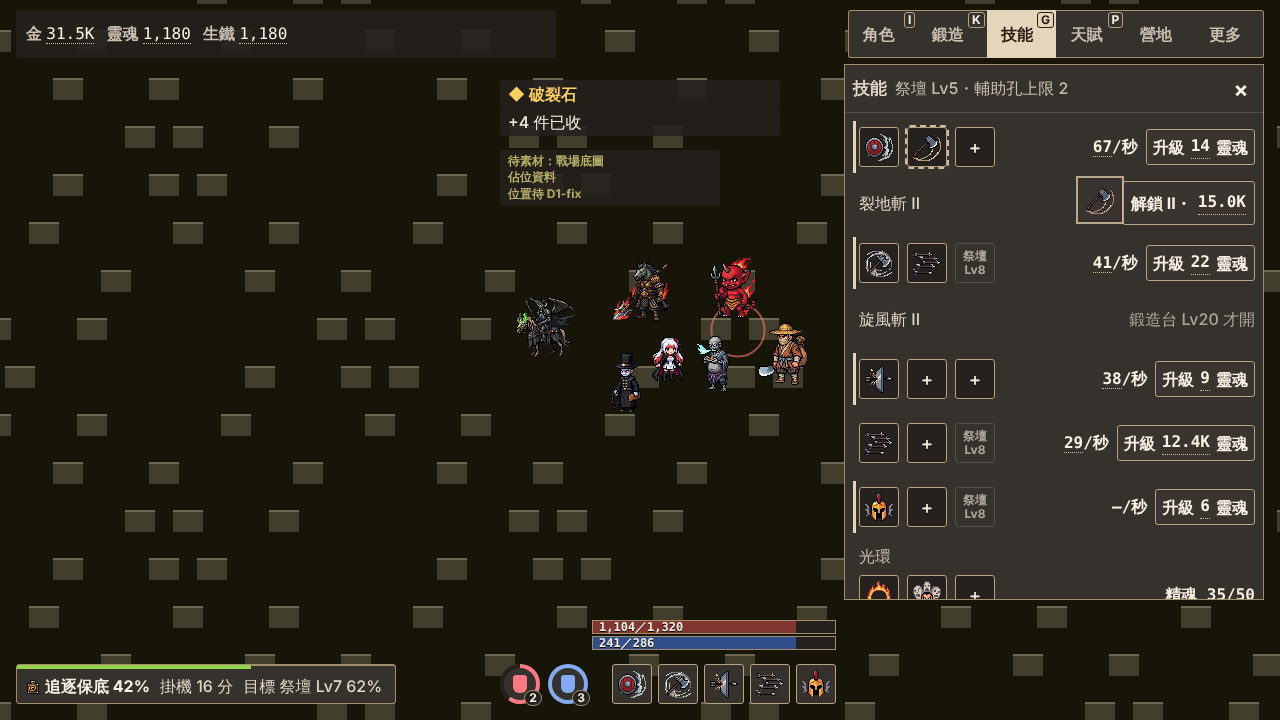 金 31.5K 靈魂 1,180 生鐵 1,180
角色 I 鍛造 K 技能 G 天賦 P 營地 更多
◆ 破裂石
+4 件已收
待素材：戰場底圖
佔位資料
位置待 D1-fix
技能 祭壇 Lv5・輔助孔上限 2 ×
+ 67/秒 升級 14 靈魂
裂地斬 II 解鎖 II・ 15.0K
祭壇 Lv8 41/秒 升級 22 靈魂
旋風斬 II 鍛造台 Lv20 才開
+ + 38/秒 升級 9 靈魂
+ 祭壇 Lv8 29/秒 升級 12.4K 靈魂
+ 祭壇 Lv8 —/秒 升級 6 靈魂
光環
+ 精魂 35/50
1,104／1,320
241／286
追逐保底 42% 掛機 16 分 目標 祭壇 Lv7 62%
2 3